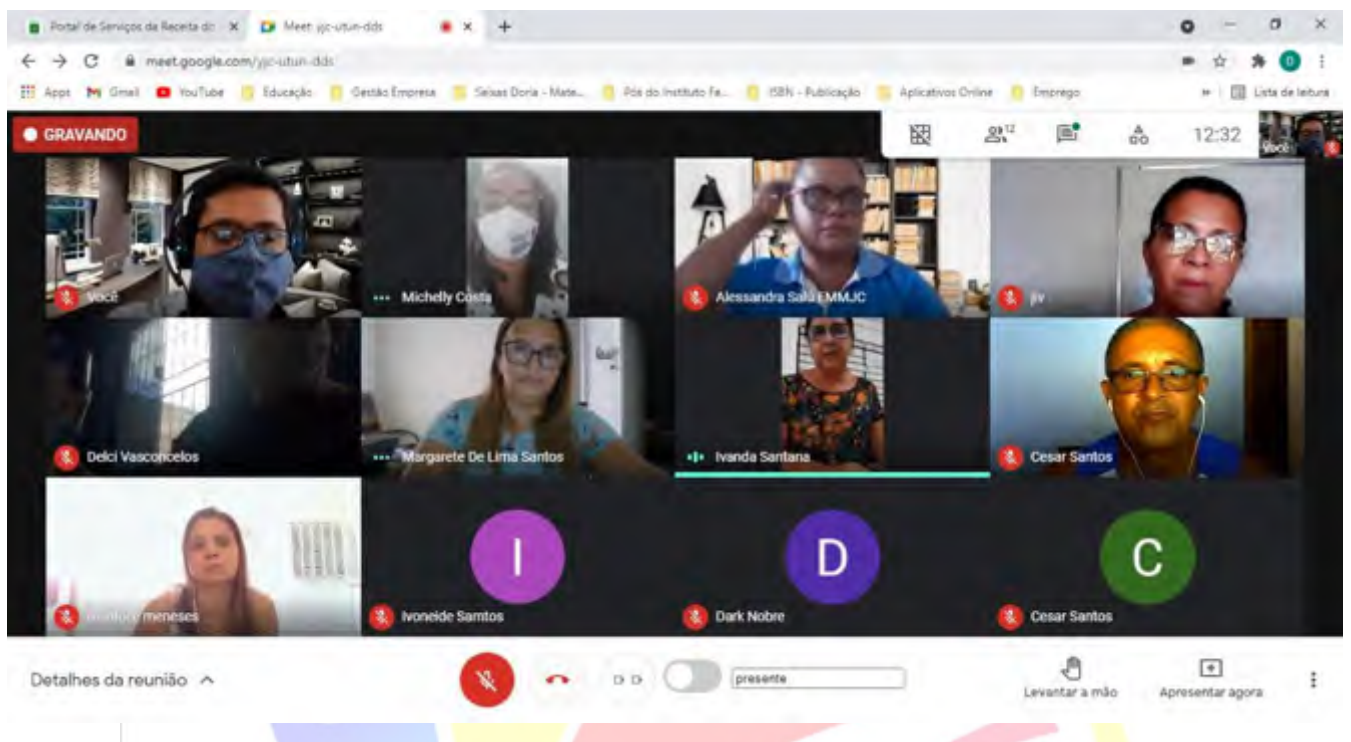 Portal de Serviços da Receita do
Meet: yjc-utun-dds
meet.google.com/yjc-utun-dds
Apps Gmail YouTube Educação Gestão Empresa Seixas Doria - Mate... Pós do Instituto Fa... ISBN - Publicação Aplicativos Online Emprego » Lista de leitura
GRAVANDO
12 12:32 Você
Você Michelly Costa Alessandra Salú EMMJC jiv
Delci Vasconcelos Margarete De Lima Santos Ivanda Santana Cesar Santos
I D C
meneses Ivoneide Samtos Dark Nobre Cesar Santos
Detalhes da reunião presente Levantar a mão Apresentar agora